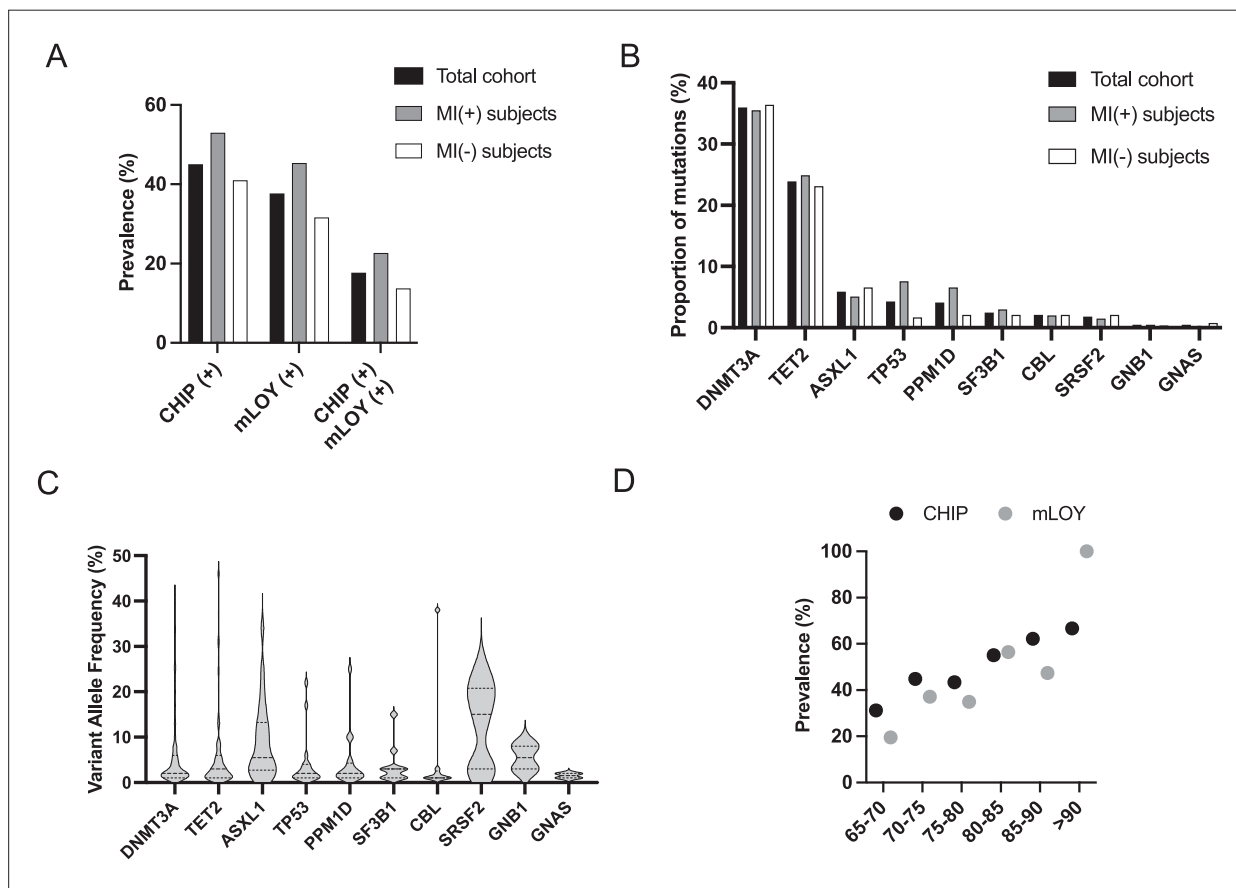 A
Total cohort
MI(+) subjects
MI(-) subjects
Prevalence (%)
60
40
20
0
CHIP (+)
mLOY (+)
CHIP (+)
mLOY (+)
B
Total cohort
MI(+) subjects
MI(-) subjects
Proportion of mutations (%)
40
30
20
10
0
DNMT3A
TET2
ASXL1
TP53
PPM1D
SF3B1
CBL
SRSF2
GNB1
GNAS
C
Variant Allele Frequency (%)
50
40
30
20
10
0
DNMT3A
TET2
ASXL1
TP53
PPM1D
SF3B1
CBL
SRSF2
GNB1
GNAS
D
CHIP
mLOY
Prevalence (%)
100
80
60
40
20
0
65-70
70-75
75-80
80-85
85-90
>90